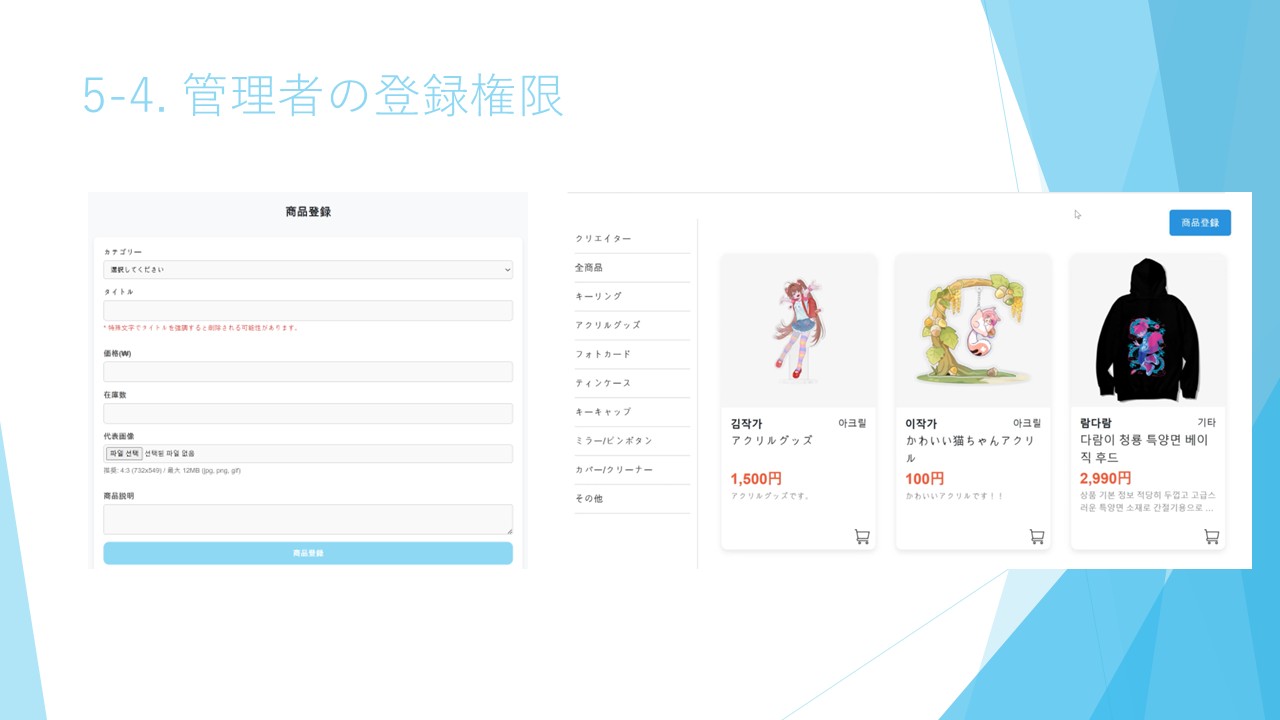 5-4. 管理者の登録権限
商品登録
カテゴリー
選択してください
タイトル
* 特殊文字でタイトルを強調すると削除される可能性があります。
価格(₩)
在庫数
代表画像
파일 선택 선택된 파일 없음
推奨: 4:3 (732x549) / 最大 12MB (jpg, png, gif)
商品説明
商品登録
商品登録
クリエイター
全商品
キーリング
アクリルグッズ
フォトカード
ティンケース
キーキャップ
ミラー/ピンボタン
カバー/クリーナー
その他
김작가 아크릴
アクリルグッズ
1,500円
アクリルグッズです。
이작가 아크릴
かわいい猫ちゃんアクリ
ル
100円
かわいいアクリルです！！
람다람 기타
다람이 청룡 특양면 베이
직 후드
2,990円
상품 기본 정보 적당히 두껍고 고급스
러운 특양면 소재로 간절기용으로 ...